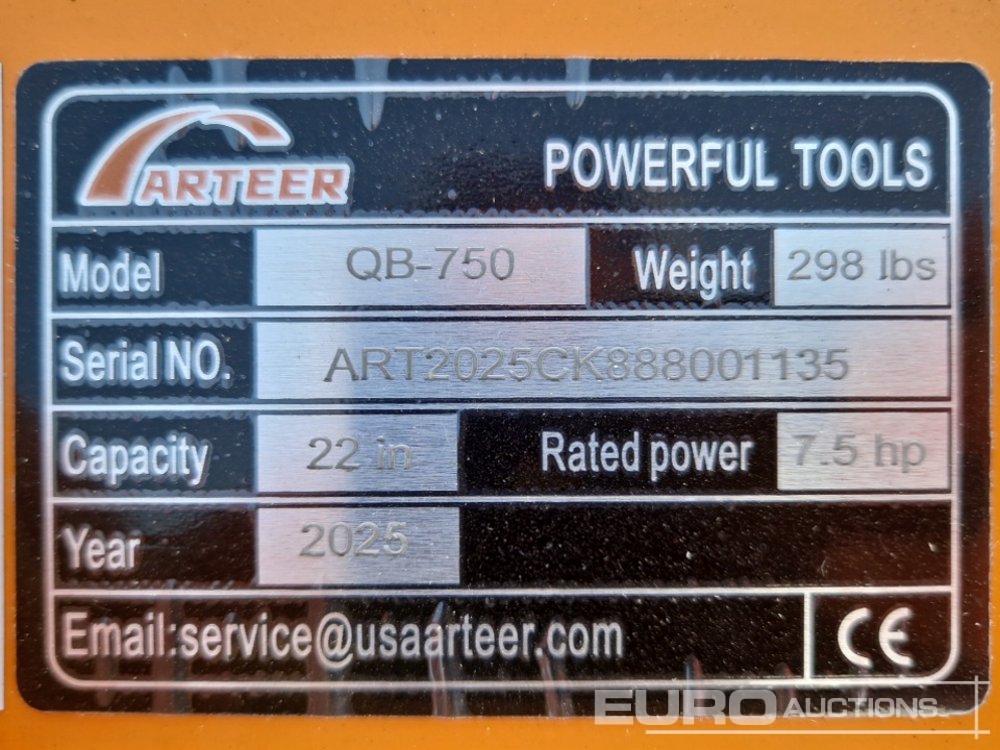 ARTEER POWERFUL TOOLS
Model QB-750 Weight 298 lbs
Serial NO. ART2025CK888001135
Capacity 22 in Rated power 7.5 hp
Year 2025
Email:service@usaarteer.com CE
EURO AUCTIONS